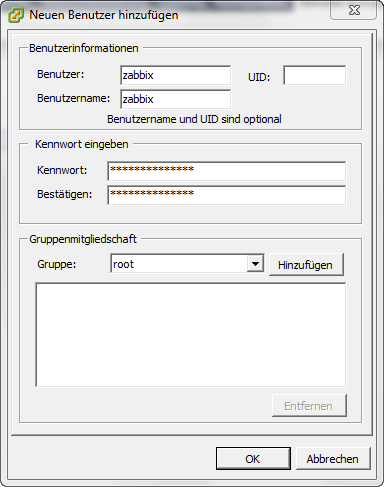 Neuen Benutzer hinzufügen
Benutzerinformationen
Benutzer: zabbix UID:
Benutzername: zabbix
Benutzername und UID sind optional
Kennwort eingeben
Kennwort: **************
Bestätigen: **************
Gruppenmitgliedschaft
Gruppe: root Hinzufügen
Entfernen
OK Abbrechen